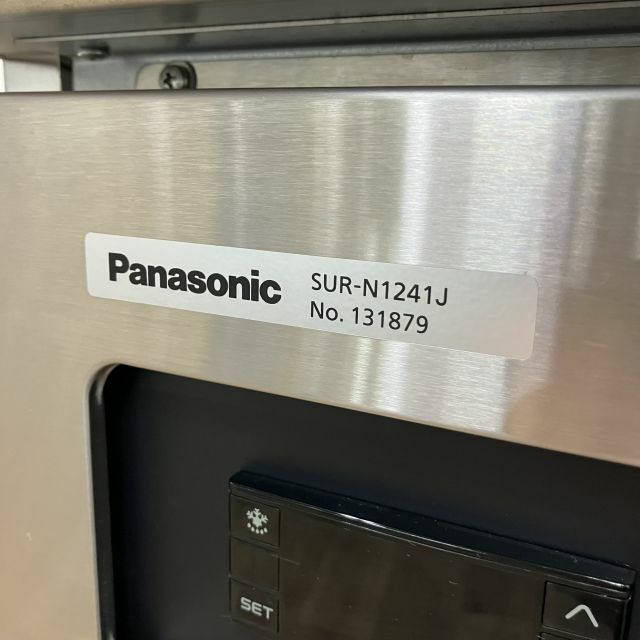 Panasonic SUR-N1241J
No. 131879
SET